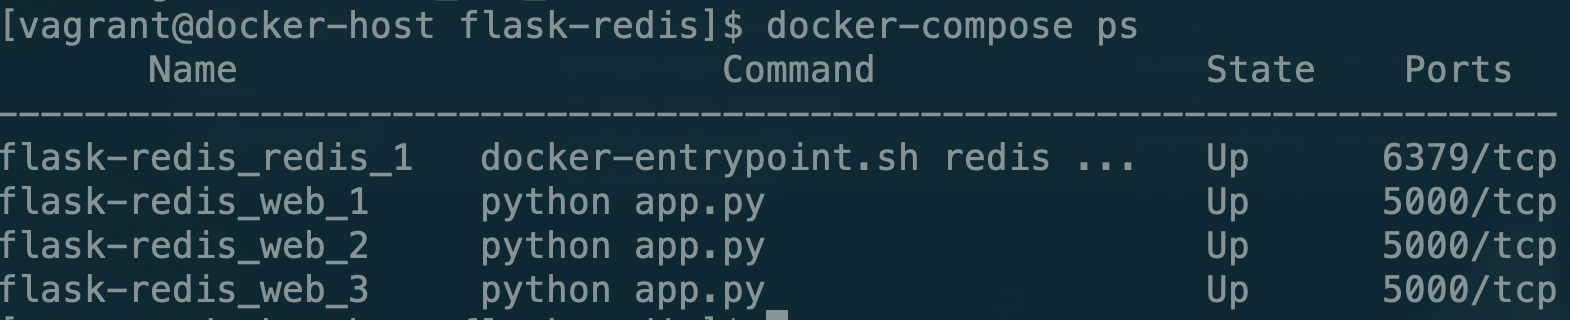 [vagrant@docker-host flask-redis]$ docker-compose ps
Name Command State Ports
--------------------------------------------------------------------------------
flask-redis_redis_1 docker-entrypoint.sh redis ... Up 6379/tcp
flask-redis_web_1 python app.py Up 5000/tcp
flask-redis_web_2 python app.py Up 5000/tcp
flask-redis_web_3 python app.py Up 5000/tcp